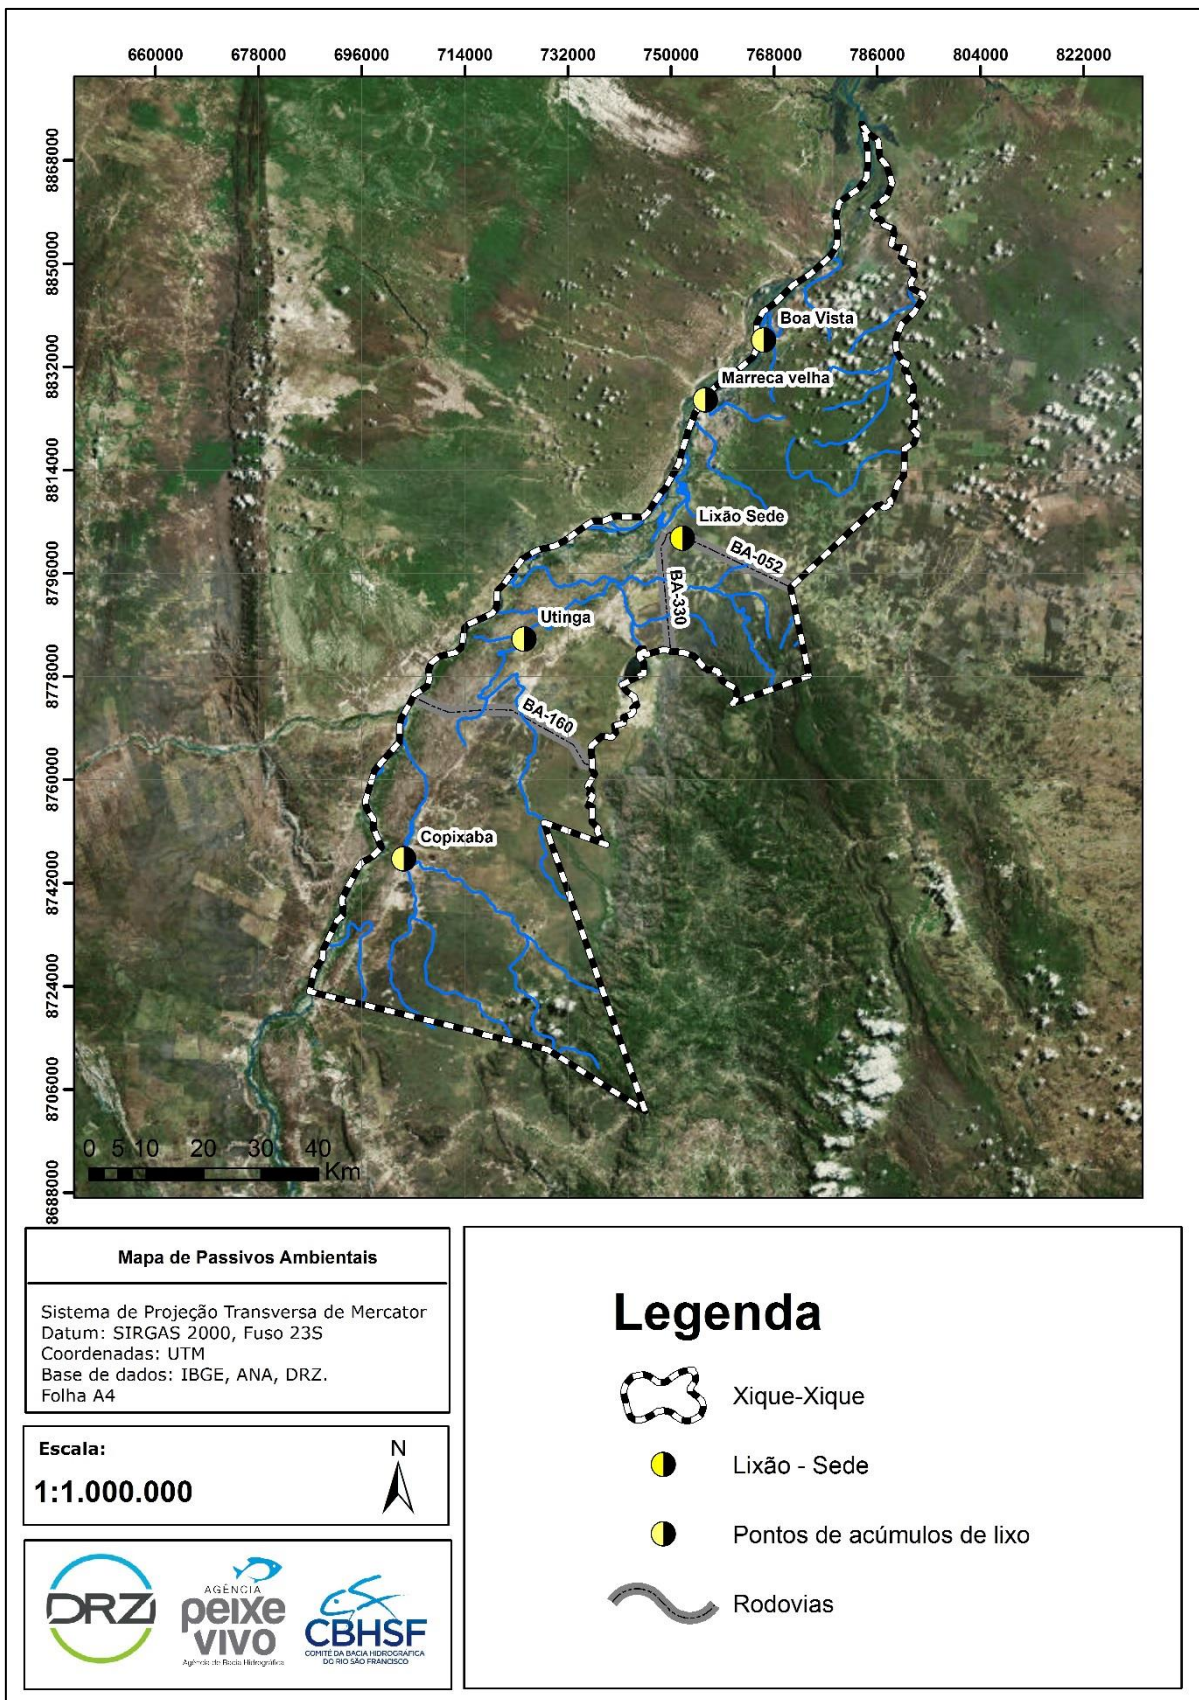 660000 678000 696000 714000 732000 750000 768000 786000 804000 822000
8868000
8850000
8832000
8814000
8796000
8778000
8760000
8742000
8724000
8706000
8688000
Boa Vista
Marreca velha
Lixão Sede
BA-052
BA-330
Utinga
BA-160
Copixaba
0 5 10 20 30 40
Km
Mapa de Passivos Ambientais
Sistema de Projeção Transversa de Mercator
Datum: SIRGAS 2000, Fuso 23S
Coordenadas: UTM
Base de dados: IBGE, ANA, DRZ.
Folha A4
Escala:
1:1.000.000
N
DRZ
AGÊNCIA
peixe
vivo
Agência de Bacia Hidrográfica
CBHSF
COMITÊ DA BACIA HIDROGRÁFICA
DO RIO SÃO FRANCISCO
Legenda
Xique-Xique
Lixão - Sede
Pontos de acúmulos de lixo
Rodovias